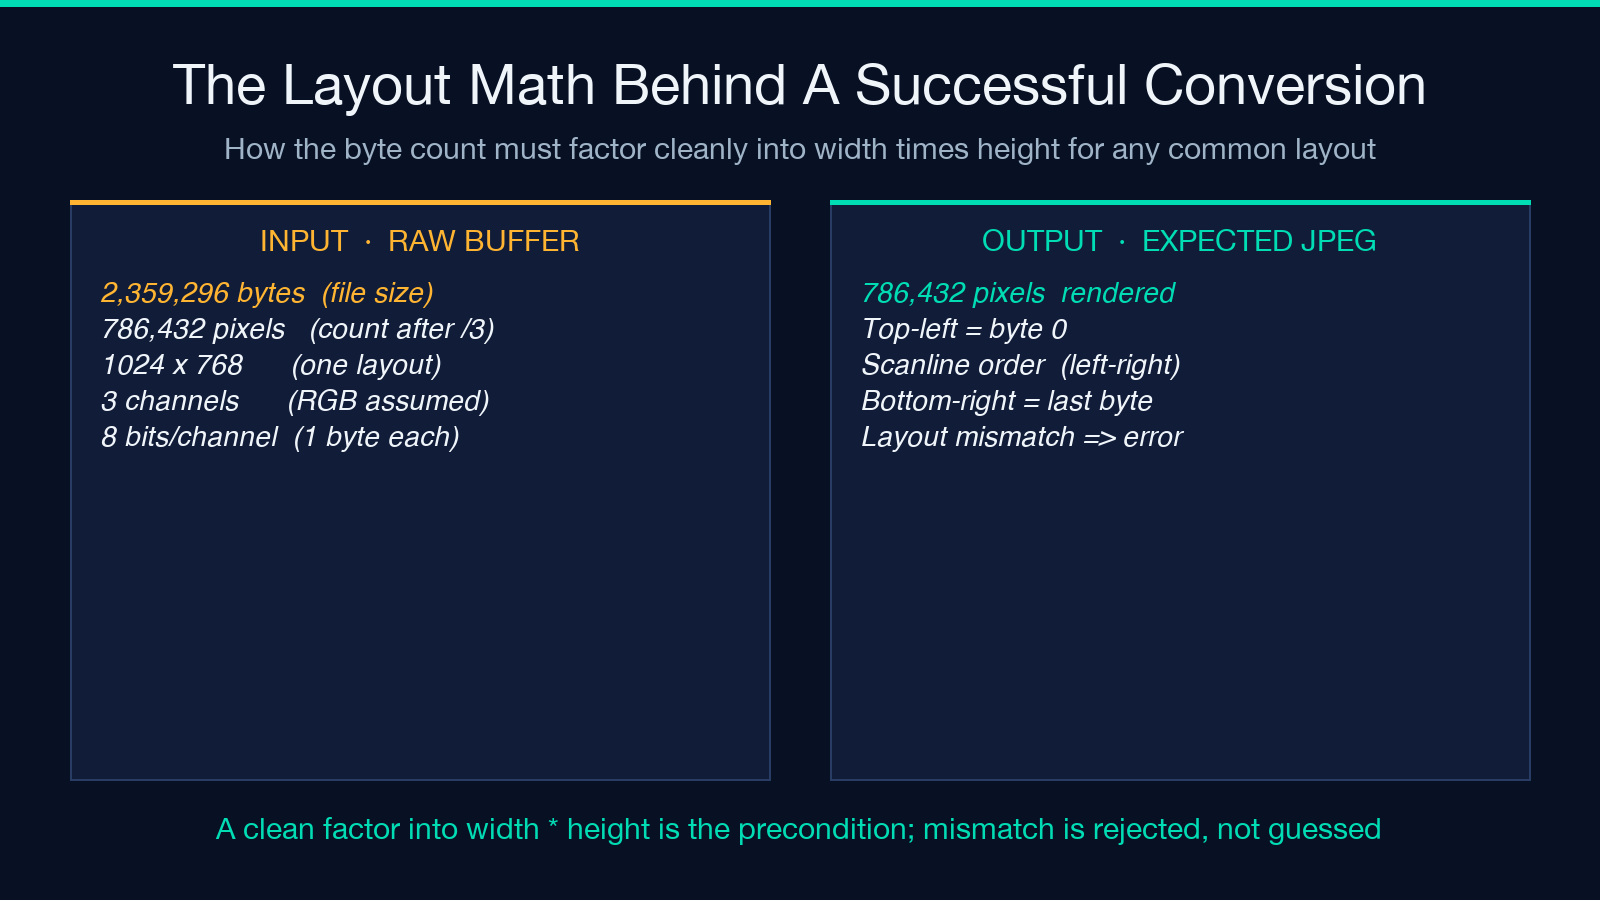 The Layout Math Behind A Successful Conversion
How the byte count must factor cleanly into width times height for any common layout
INPUT · RAW BUFFER
2,359,296 bytes (file size)
786,432 pixels (count after /3)
1024 x 768 (one layout)
3 channels (RGB assumed)
8 bits/channel (1 byte each)
OUTPUT · EXPECTED JPEG
786,432 pixels rendered
Top-left = byte 0
Scanline order (left-right)
Bottom-right = last byte
Layout mismatch => error
A clean factor into width * height is the precondition; mismatch is rejected, not guessed